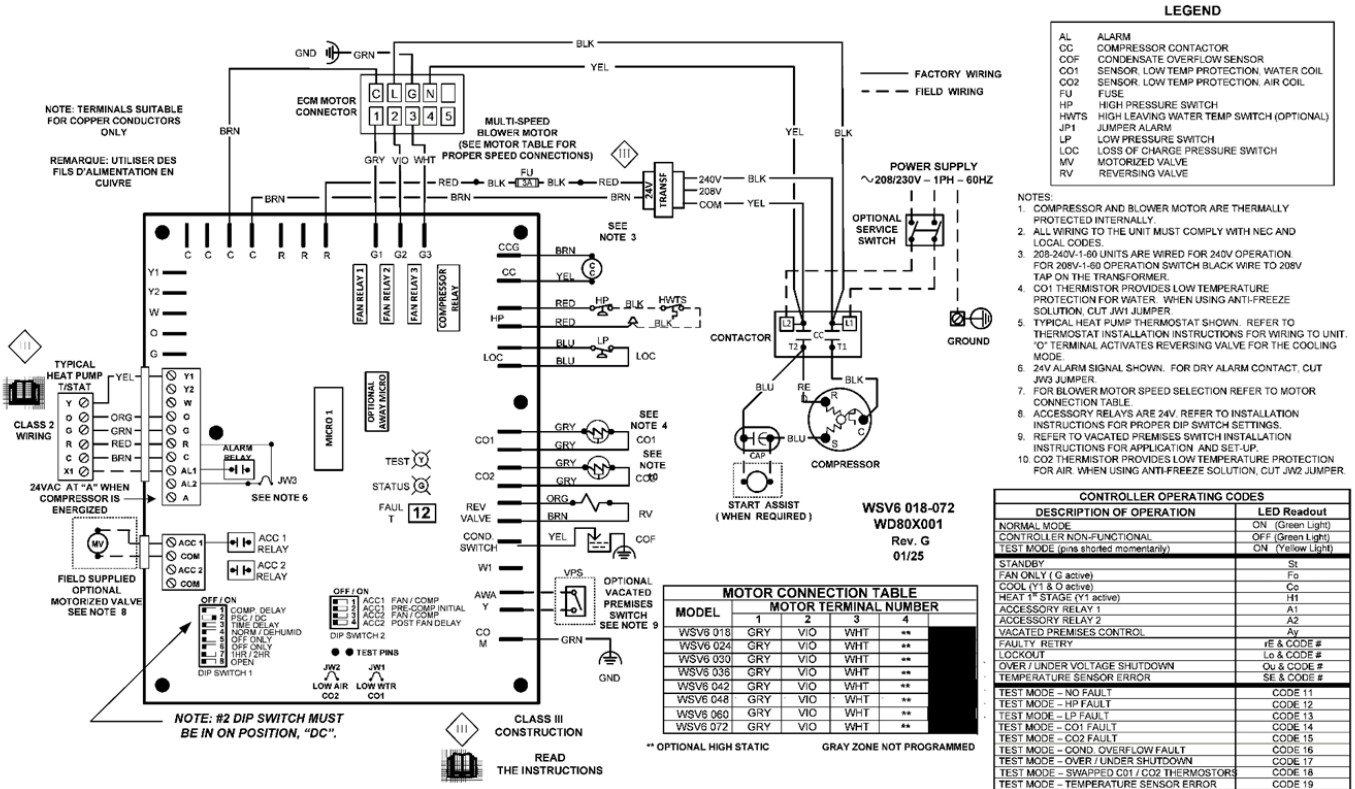 LEGEND
AL ALARM
CC COMPRESSOR CONTACTOR
COF CONDENSATE OVERFLOW SENSOR
CO1 SENSOR, LOW TEMP PROTECTION, WATER COIL
CO2 SENSOR, LOW TEMP PROTECTION, AIR COIL
FU FUSE
HP HIGH PRESSURE SWITCH
HWTS HIGH LEAVING WATER TEMP SWITCH (OPTIONAL)
JP1 JUMPER ALARM
LP LOW PRESSURE SWITCH
LOC LOSS OF CHARGE PRESSURE SWITCH
MV MOTORIZED VALVE
RV REVERSING VALVE
FACTORY WIRING
FIELD WIRING
NOTES:
1. COMPRESSOR AND BLOWER MOTOR ARE THERMALLY
PROTECTED INTERNALLY.
2. ALL WIRING TO THE UNIT MUST COMPLY WITH NEC AND
LOCAL CODES.
3. 208-240V-1-60 UNITS ARE WIRED FOR 240V OPERATION.
FOR 208V-1-60 OPERATION SWITCH BLACK WIRE TO 208V
TAP ON THE TRANSFORMER.
4. CO1 THERMISTOR PROVIDES LOW TEMPERATURE
PROTECTION FOR WATER. WHEN USING ANTI-FREEZE
SOLUTION, CUT JW1 JUMPER.
5. TYPICAL HEAT PUMP THERMOSTAT SHOWN. REFER TO
THERMOSTAT INSTALLATION INSTRUCTIONS FOR WIRING TO UNIT.
"O" TERMINAL ACTIVATES REVERSING VALVE FOR THE COOLING
MODE.
6. 24V ALARM SIGNAL SHOWN. FOR DRY ALARM CONTACT, CUT
JW3 JUMPER.
7. FOR BLOWER MOTOR SPEED SELECTION REFER TO MOTOR
CONNECTION TABLE.
8. ACCESSORY RELAYS ARE 24V. REFER TO INSTALLATION
INSTRUCTIONS FOR PROPER DIP SWITCH SETTINGS.
9. REFER TO VACATED PREMISES SWITCH INSTALLATION
INSTRUCTIONS FOR APPLICATION AND SET-UP.
10. CO2 THERMISTOR PROVIDES LOW TEMPERATURE PROTECTION
FOR AIR. WHEN USING ANTI-FREEZE SOLUTION, CUT JW2 JUMPER.
NOTE: TERMINALS SUITABLE
FOR COPPER CONDUCTORS
ONLY
REMARQUE: UTILISER DES
FILS D'ALIMENTATION EN
CUIVRE
GND
GRN
BLK
YEL
BRN
ECM MOTOR
CONNECTOR
C L G N
1 2 3 4 5
GRY VIO WHT
MULTI-SPEED
BLOWER MOTOR
(SEE MOTOR TABLE FOR
PROPER SPEED CONNECTIONS)
III
RED BLK FU 3A BLK RED
BRN BRN
24V TRANSF
240V BLK
208V
COM YEL
YEL BLK
POWER SUPPLY
208/230V – 1PH – 60HZ
OPTIONAL
SERVICE
SWITCH
GROUND
CONTACTOR
L2 CC L1
T2 T1
BLU RED BLK
R C S
CAP BLU
COMPRESSOR
START ASSIST
(WHEN REQUIRED)
C C C C R R R G1 G2 G3
FAN RELAY 1
FAN RELAY 2
FAN RELAY 3
COMPRESSOR
RELAY
Y1
Y2
W
O
G
SEE
NOTE 3
CCG BRN
CC YEL
CC
HP RED HP BLK HWTS
RED BLK
LOC BLU LP
BLU LOC
SEE
NOTE 4
CO1 GRY CO1
GRY
SEE
NOTE
10
CO2 GRY CO2
GRY
REV
VALVE
ORG
BRN RV
COND.
SWITCH
YEL COF
W1
AWA
Y
VPS
OPTIONAL
VACATED
PREMISES
SWITCH
SEE NOTE 9
CO
M
GRN
GND
III
TYPICAL
HEAT PUMP
T/STAT
YEL
Y
O ORG
G GRN
R RED
C BRN
X1
CLASS 2
WIRING
Y1
Y2
W
O
G
R
C
AL1
AL2
A
ALARM
RELAY
JW3
SEE NOTE 6
24VAC AT "A" WHEN
COMPRESSOR IS
ENERGIZED
MV
FIELD SUPPLIED
OPTIONAL
MOTORIZED VALVE
SEE NOTE 8
ACC 1
COM
ACC 2
COM
ACC 1
RELAY
ACC 2
RELAY
MICRO 1
OPTIONAL
AWAY MICRO
TEST Y
STATUS G
FAUL
T 12
OFF / ON
1 COMP. DELAY
2 PSC / DC
3 TIME DELAY
4 NORM / DEHUMID
5 OFF ONLY
6 OFF ONLY
7 1HR / 2HR
8 OPEN
DIP SWITCH 1
OFF / ON
1 ACC1 FAN / COMP
2 ACC1 PRE-COMP INITIAL
3 ACC2 FAN / COMP
4 ACC2 POST FAN DELAY
DIP SWITCH 2
TEST PINS
JW2
LOW AIR
CO2
JW1
LOW WTR
CO1
NOTE: #2 DIP SWITCH MUST
BE IN ON POSITION, "DC".
III
CLASS III
CONSTRUCTION
READ
THE INSTRUCTIONS
WSV6 018-072
WD80X001
Rev. G
01/25
MOTOR CONNECTION TABLE
MODEL MOTOR TERMINAL NUMBER
1 2 3 4
WSV6 018 GRY VIO WHT **
WSV6 024 GRY VIO WHT **
WSV6 030 GRY VIO WHT **
WSV6 036 GRY VIO WHT **
WSV6 042 GRY VIO WHT **
WSV6 048 GRY VIO WHT **
WSV6 060 GRY VIO WHT **
WSV6 072 GRY VIO WHT **
** OPTIONAL HIGH STATIC GRAY ZONE NOT PROGRAMMED
CONTROLLER OPERATING CODES
DESCRIPTION OF OPERATION LED Readout
NORMAL MODE ON (Green Light)
CONTROLLER NON-FUNCTIONAL OFF (Green Light)
TEST MODE (pins shorted momentarily) ON (Yellow Light)
STANDBY St
FAN ONLY ( G active) Fo
COOL (Y1 & O active) Co
HEAT 1ST STAGE (Y1 active) H1
ACCESSORY RELAY 1 A1
ACCESSORY RELAY 2 A2
VACATED PREMISES CONTROL Ay
FAULTY RETRY rE & CODE #
LOCKOUT Lo & CODE #
OVER / UNDER VOLTAGE SHUTDOWN Ou & CODE #
TEMPERATURE SENSOR ERROR SE & CODE #
TEST MODE – NO FAULT CODE 11
TEST MODE – HP FAULT CODE 12
TEST MODE – LP FAULT CODE 13
TEST MODE – CO1 FAULT CODE 14
TEST MODE – CO2 FAULT CODE 15
TEST MODE – COND. OVERFLOW FAULT CODE 16
TEST MODE – OVER / UNDER SHUTDOWN CODE 17
TEST MODE – SWAPPED C01 / CO2 THERMOSTORS CODE 18
TEST MODE – TEMPERATURE SENSOR ERROR CODE 19